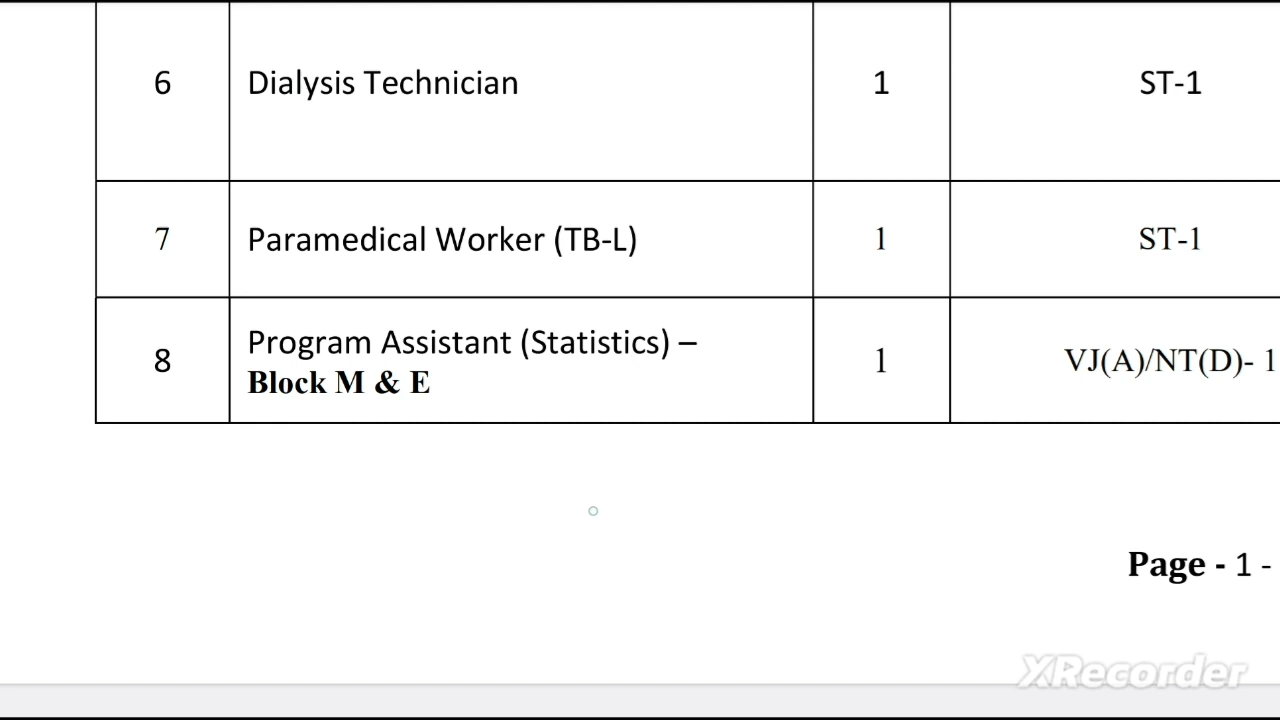 6 Dialysis Technician 1 ST-1
7 Paramedical Worker (TB-L) 1 ST-1
8 Program Assistant (Statistics) – 1 VJ(A)/NT(D)- 1
Block M & E
Page - 1 -
XRecorder